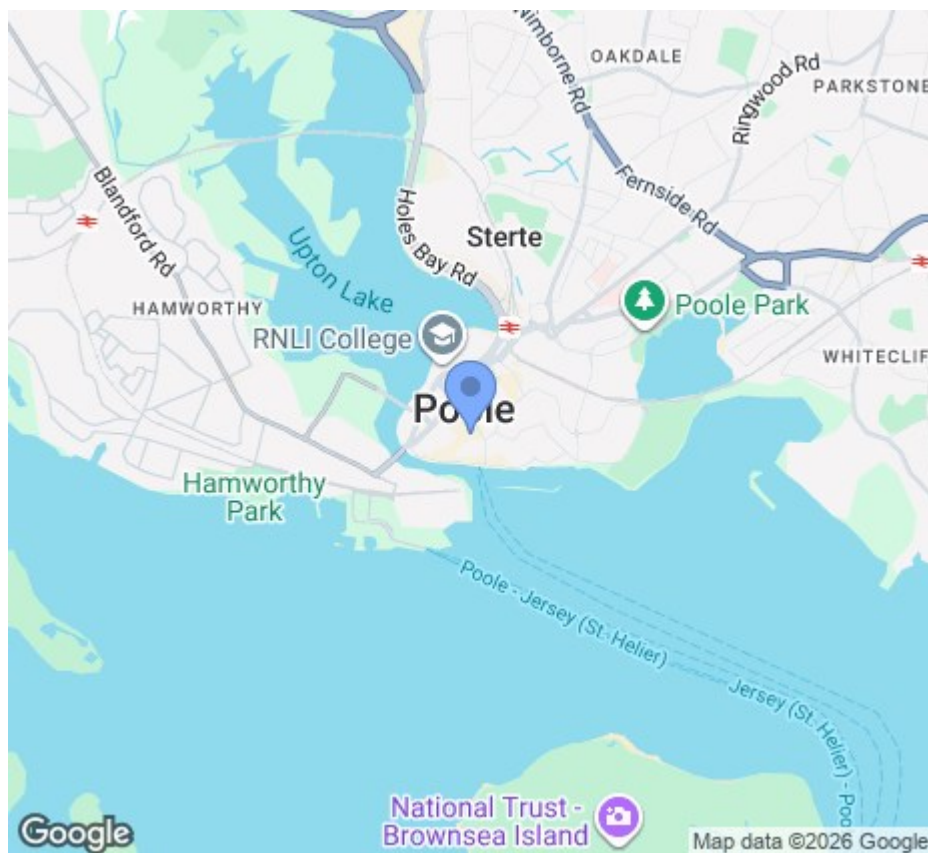 Wimborne Rd
OAKDALE
Ringwood Rd
PARKSTONE
Blandford Rd
Holes Bay Rd
Fernside Rd
Sterte
Upton Lake
HAMWORTHY
RNLI College
Poole Park
WHITECLIF
Poole
Hamworthy
Park
Poole - Jersey (St. Helier)
Jersey (St. Helier) - Poo
National Trust -
Brownsea Island
Google
Map data ©2026 Google